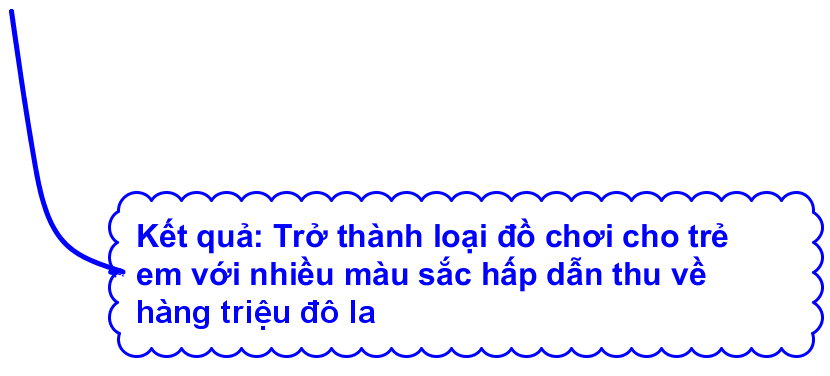 Kết quả: Trở thành loại đồ chơi cho trẻ
em với nhiều màu sắc hấp dẫn thu về
hàng triệu đô la